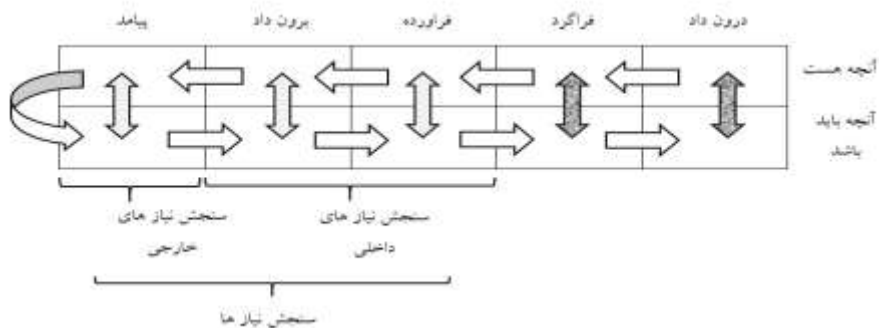 درون داد
فراگرد
فراورده
برون داد
پیامد
آنچه هست
آنچه باید
باشد
سنجش نیاز های
داخلی
سنجش نیاز های
خارجی
سنجش نیاز ها